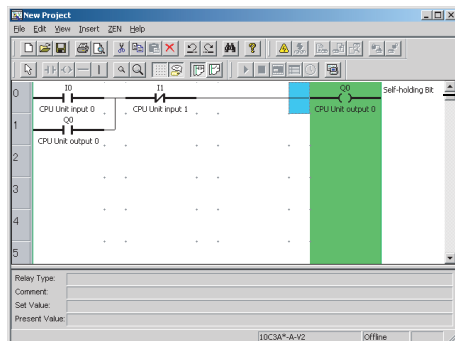 New Project
File Edit View Insert ZEN Help
0
I0
I1
Q0
Self-holding Bit
CPU Unit input 0
CPU Unit input 1
CPU Unit output 0
1
Q0
CPU Unit output 0
2
3
4
5
Relay Type:
Comment:
Set Value:
Present Value:
10C3A*-A-V2
Offline